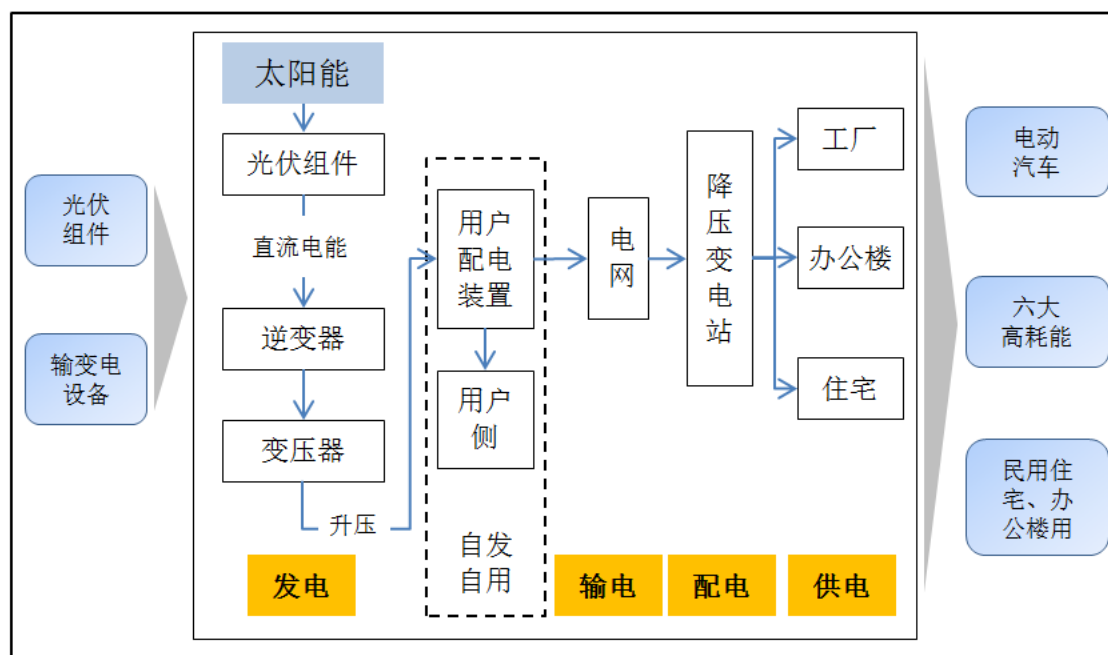 光伏
组件
输变电
设备
太阳能
光伏组件
直流电能
逆变器
变压器
升压
发电
用户
配电
装置
用户
侧
自发
自用
电
网
输电
降
压
变
电
站
配电
工厂
办公楼
住宅
供电
电动
汽车
六大
高耗能
民用住
宅、办
公楼用